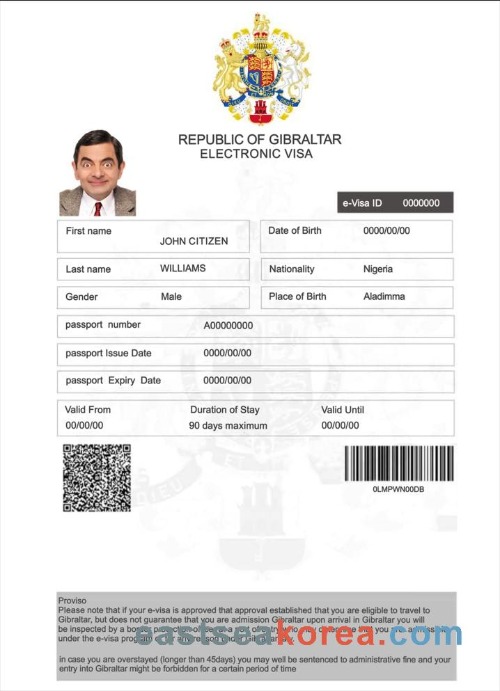 REPUBLIC OF GIBRALTAR
ELECTRONIC VISA
e-Visa ID 0000000
First name JOHN CITIZEN
Date of Birth 0000/00/00
Last name WILLIAMS
Nationality Nigeria
Gender Male
Place of Birth Aladimma
passport number A00000000
passport Issue Date 0000/00/00
passport Expiry Date 0000/00/00
Valid From Duration of Stay Valid Until
00/00/00 90 days maximum 00/00/00
0LMPWN00DB
Proviso
Please note that if your e-visa is approved that approval established that you are eligible to travel to
Gibraltar, but does not guarantee that you are admission Gibraltar upon arrival in Gibraltar you will
be inspected by a
under the e-visa
korea.com
in case you are overstayed (longer than 45days) you may well be sentenced to administrative fine and your
entry into Gibraltar might be forbidden for a certain period of time